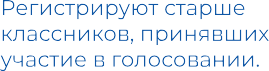 Регистрируют старше
классников, принявших
участие в голосовании.